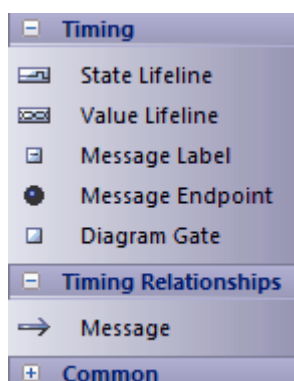 Timing
State Lifeline
Value Lifeline
Message Label
Message Endpoint
Diagram Gate
Timing Relationships
Message
Common